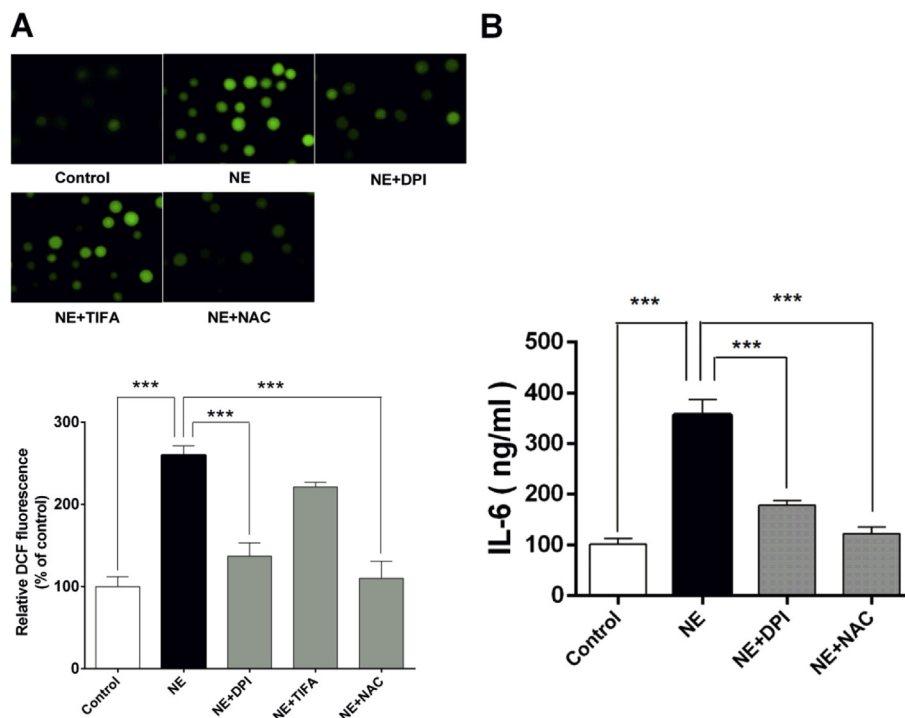 A
Control NE NE+DPI
NE+TIFA NE+NAC
*** ***
***
Relative DCF fluorescence
(% of control)
300
200
100
0
Control NE NE+DPI NE+TIFA NE+NAC
B
*** ***
***
IL-6 ( ng/ml )
500
400
300
200
100
0
Control NE NE+DPI NE+NAC